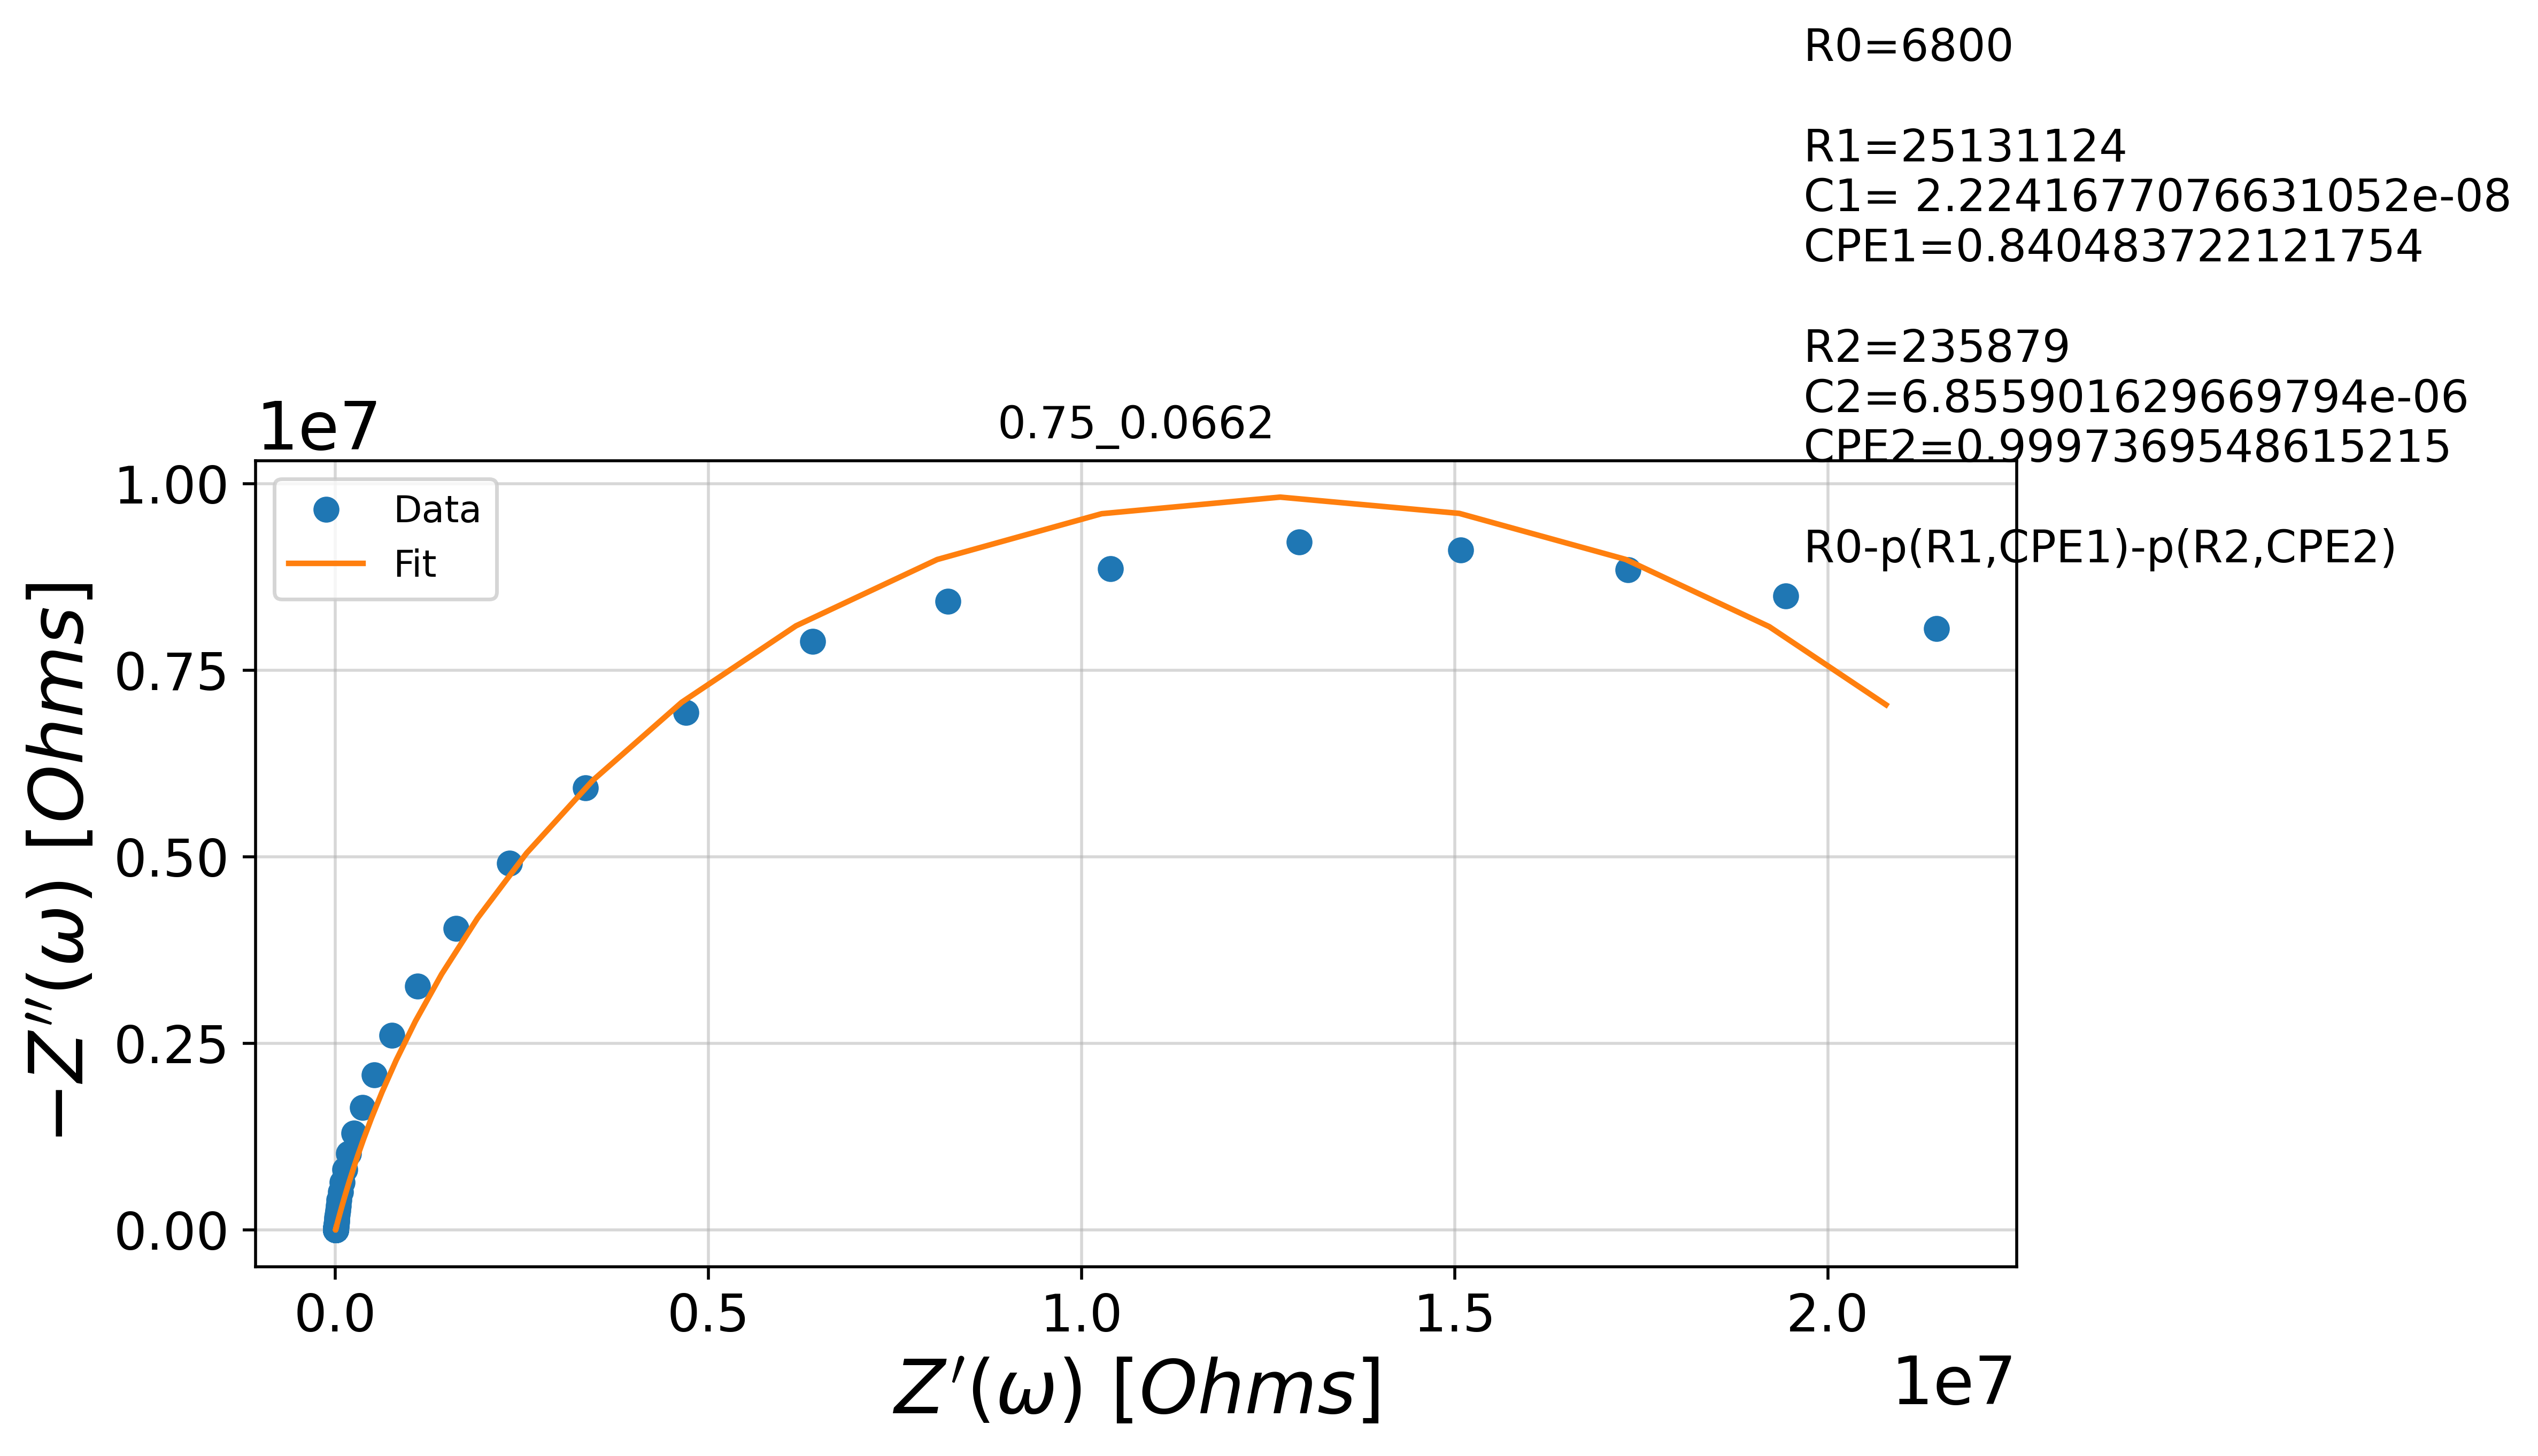 R0=6800
R1=25131124
C1= 2.2241677076631052e-08
CPE1=0.840483722121754
R2=235879
C2=6.855901629669794e-06
CPE2=0.9997369548615215
R0-p(R1,CPE1)-p(R2,CPE2)
1e7
0.75_0.0662
Data
Fit
1.00
0.75
0.50
0.25
0.00
−Z′′(ω) [Ohms]
0.0 0.5 1.0 1.5 2.0
Z′(ω) [Ohms]
1e7